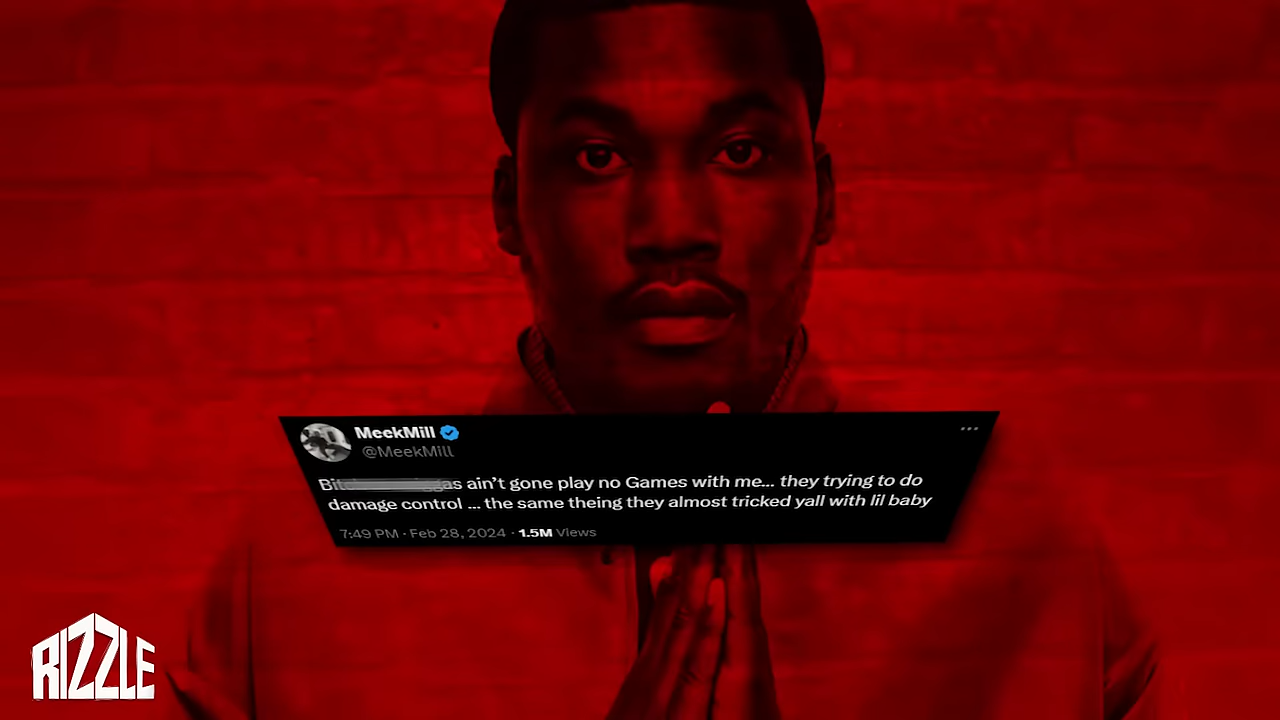 MeekMill
@MeekMill
ain't gone play no Games with me... they trying to do
damage control ... the same theing they almost tricked yall with lil baby
7:49 PM · Feb 28, 2024 · 1.5M Views
RIZZLE